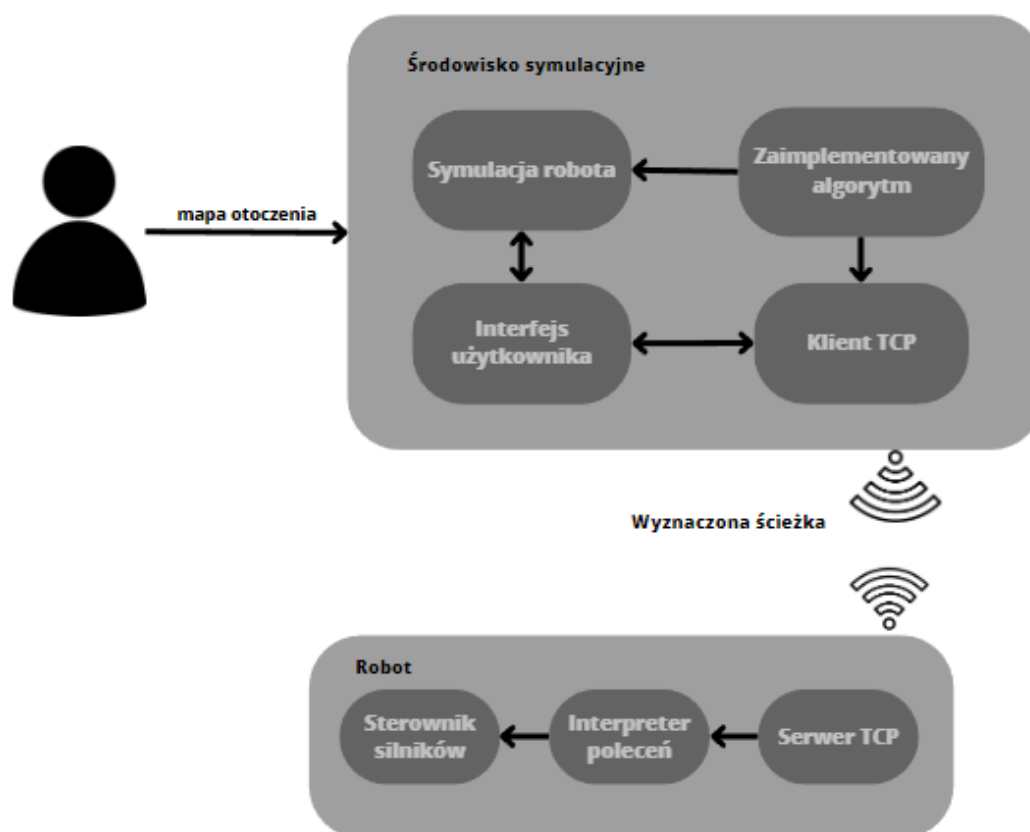 Środowisko symulacyjne
Symulacja robota
Zaimplementowany
algorytm
mapa otoczenia
Interfejs
użytkownika
Klient TCP
Wyznaczona ścieżka
Robot
Sterownik
silników
Interpreter
poleceń
Serwer TCP